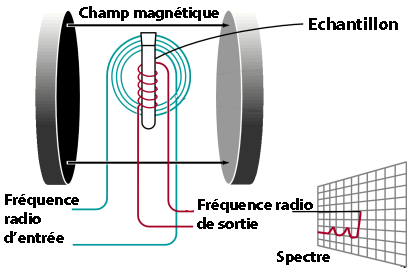 Champ magnétique
Echantillon
Fréquence
radio
d'entrée
Fréquence radio
de sortie
Spectre